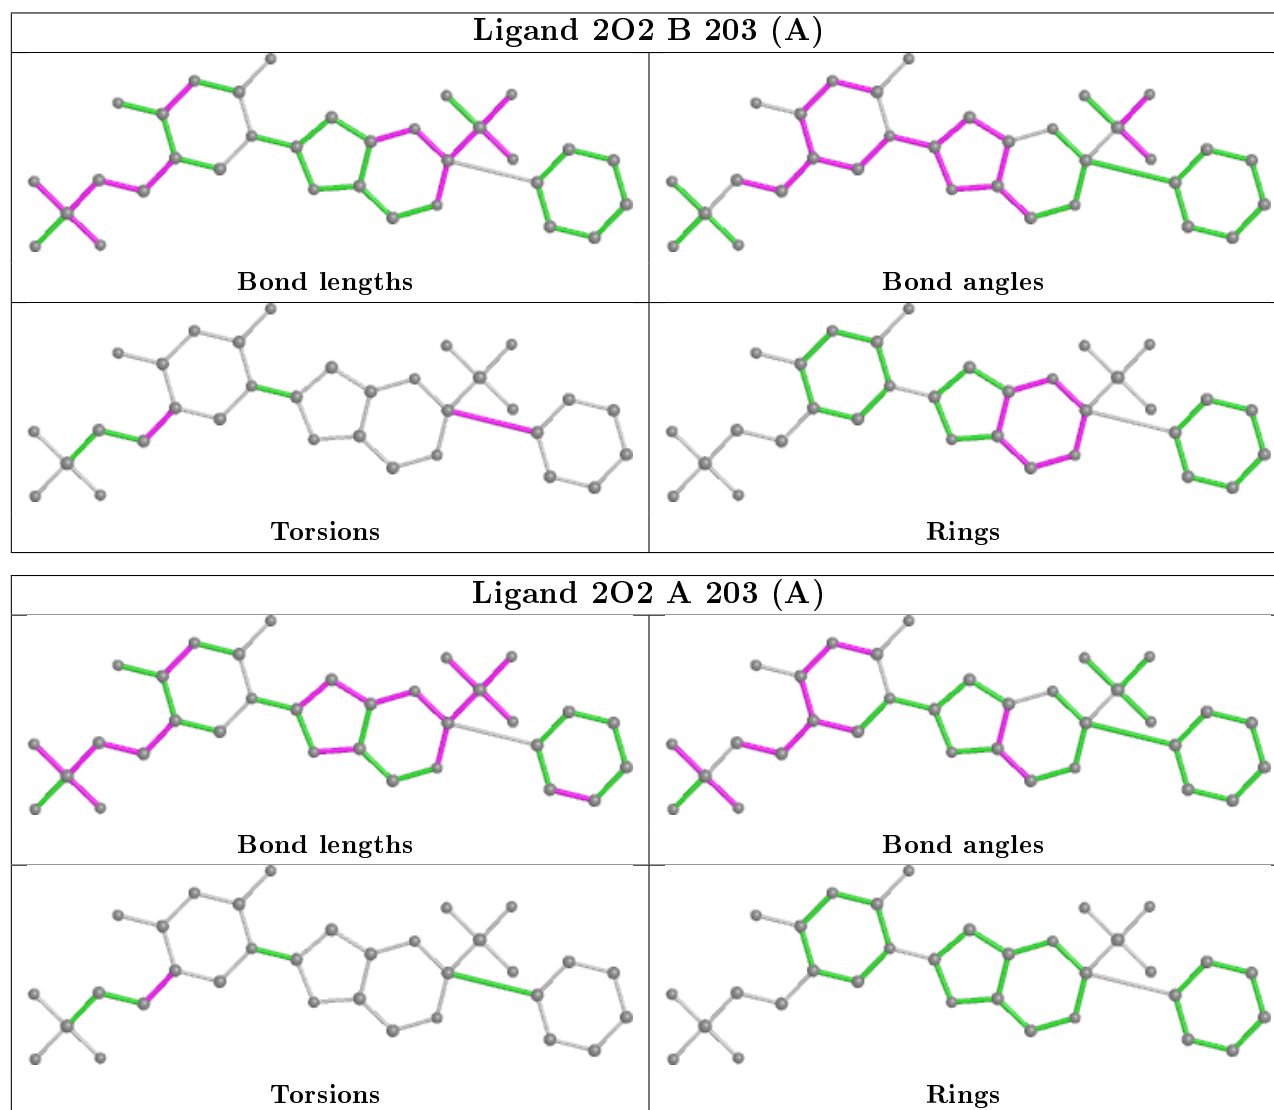 Ligand 2O2 B 203 (A)
Bond lengths
Bond angles
Torsions
Rings
Ligand 2O2 A 203 (A)
Bond lengths
Bond angles
Torsions
Rings